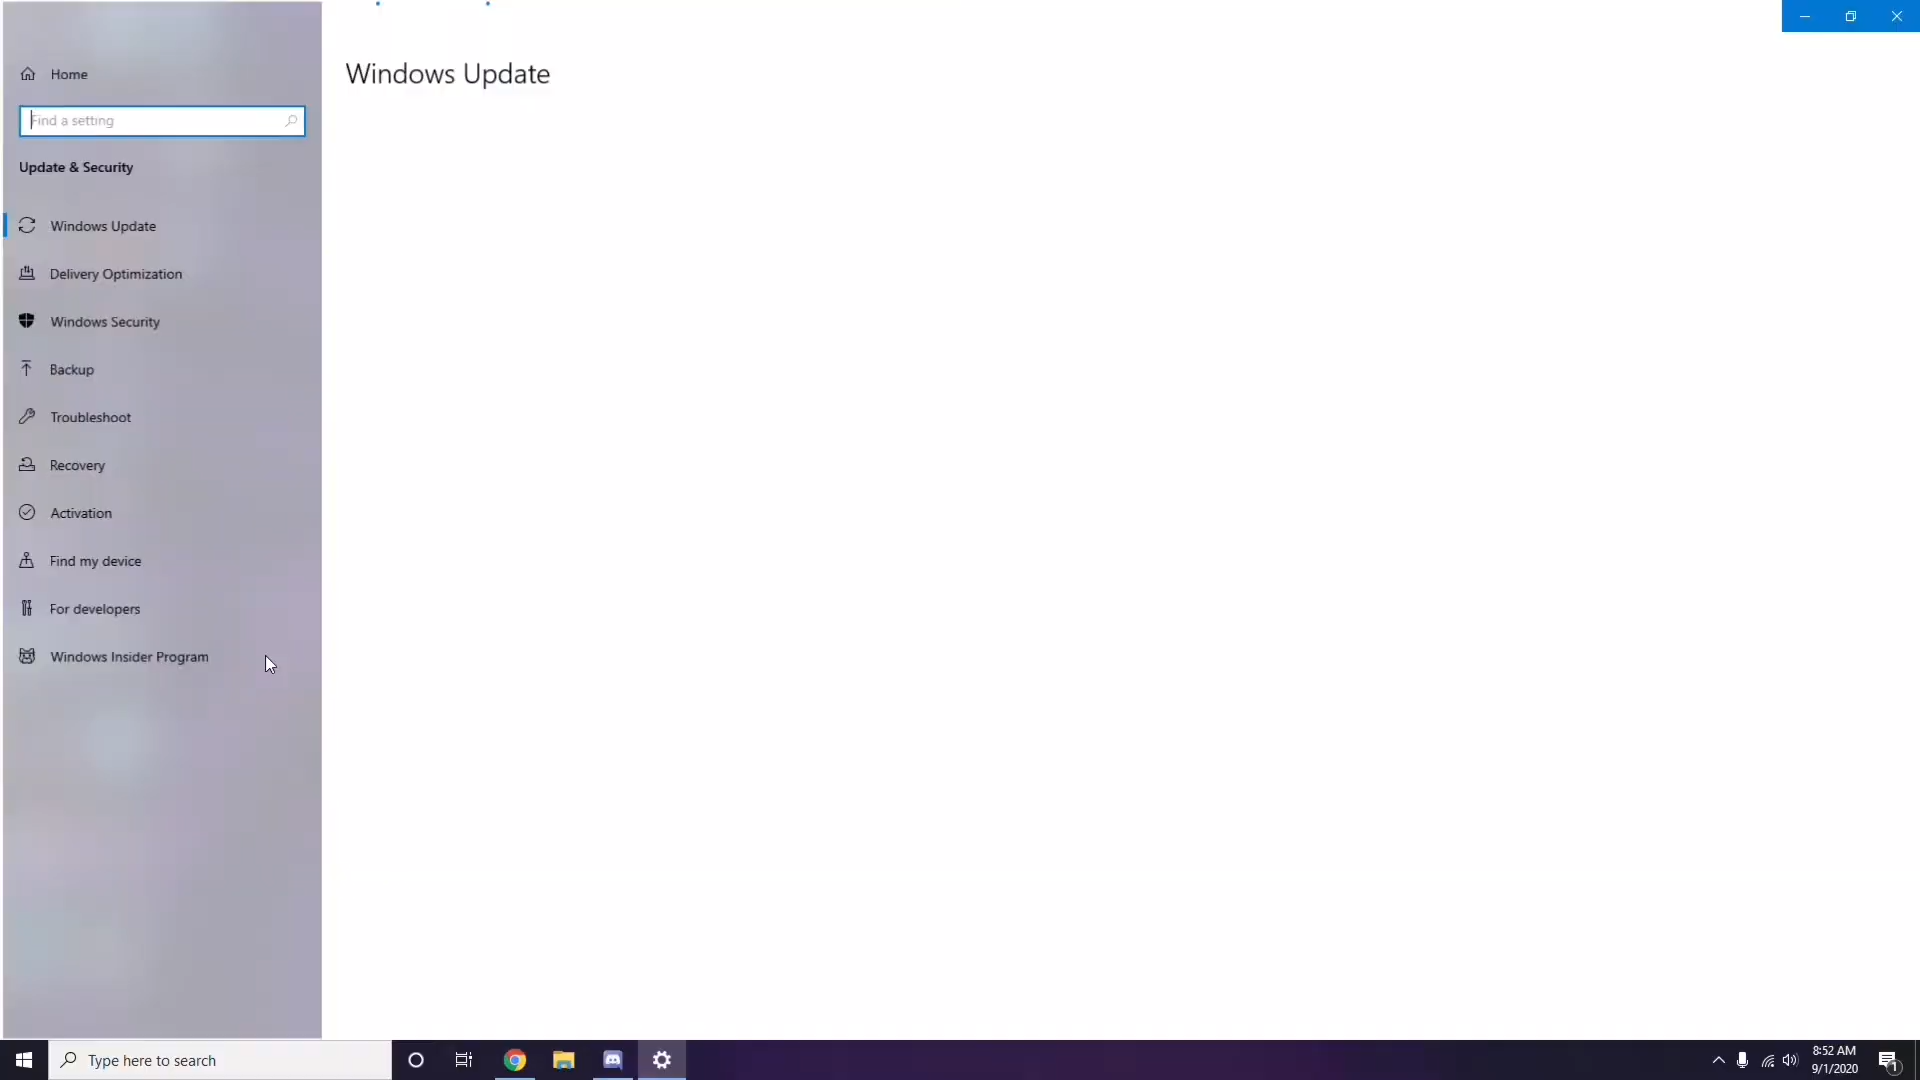 Home
Find a setting
Update & Security
Windows Update
Delivery Optimization
Windows Security
Backup
Troubleshoot
Recovery
Activation
Find my device
For developers
Windows Insider Program
Windows Update
Type here to search
8:52 AM
9/1/2020
1